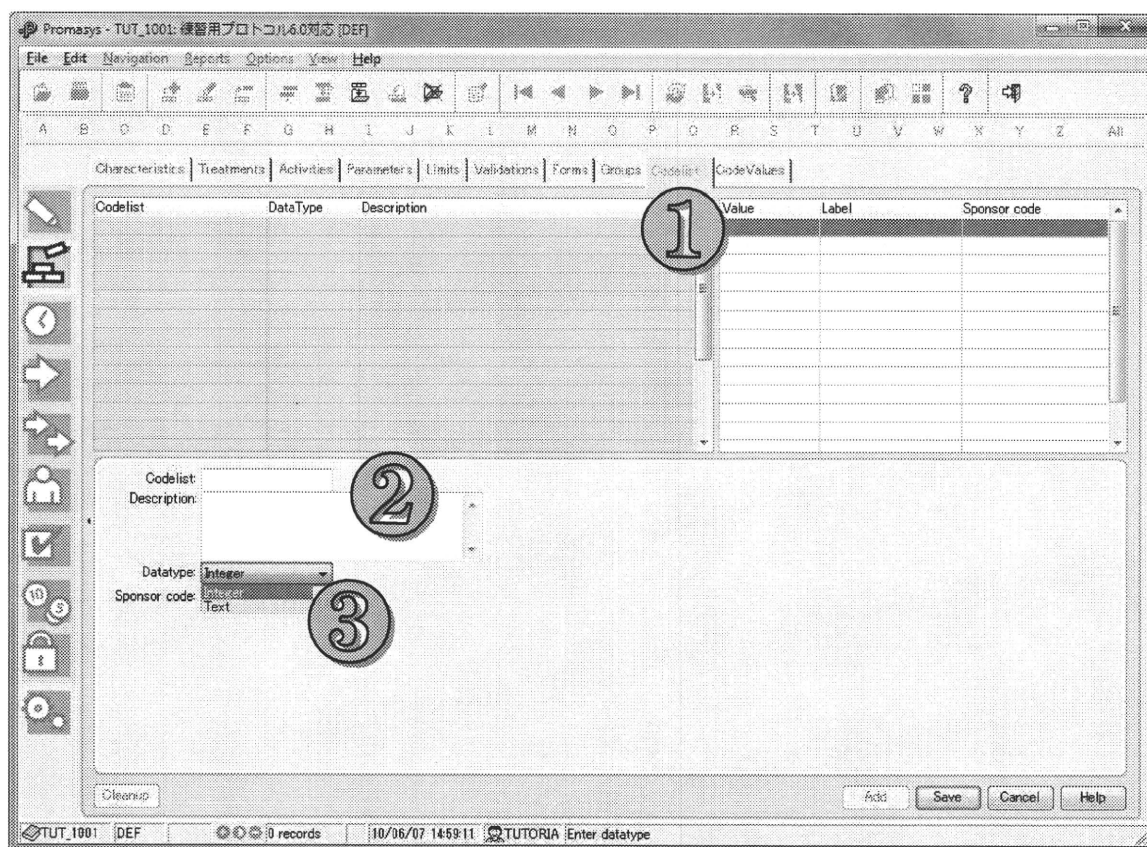 Promasys - TUT_1001: 練習用プロトコル6.0対応 [DEF]
File Edit Navigation Reports Options View Help
A B C D E F G H I J K L M N O P Q R S T U V W X Y Z All
Characteristics Treatments Activities Parameters Limits Validations Forms Groups Codelist CodeValues
Codelist DataType Description Value Label Sponsor code
1
Codelist:
2
Description:
Datatype: Integer
Integer
Sponsor code:
Text
3
Cleanup Add Save Cancel Help
TUT_1001 DEF 0 records 10/06/07 14:59:11 TUTORIA Enter datatype